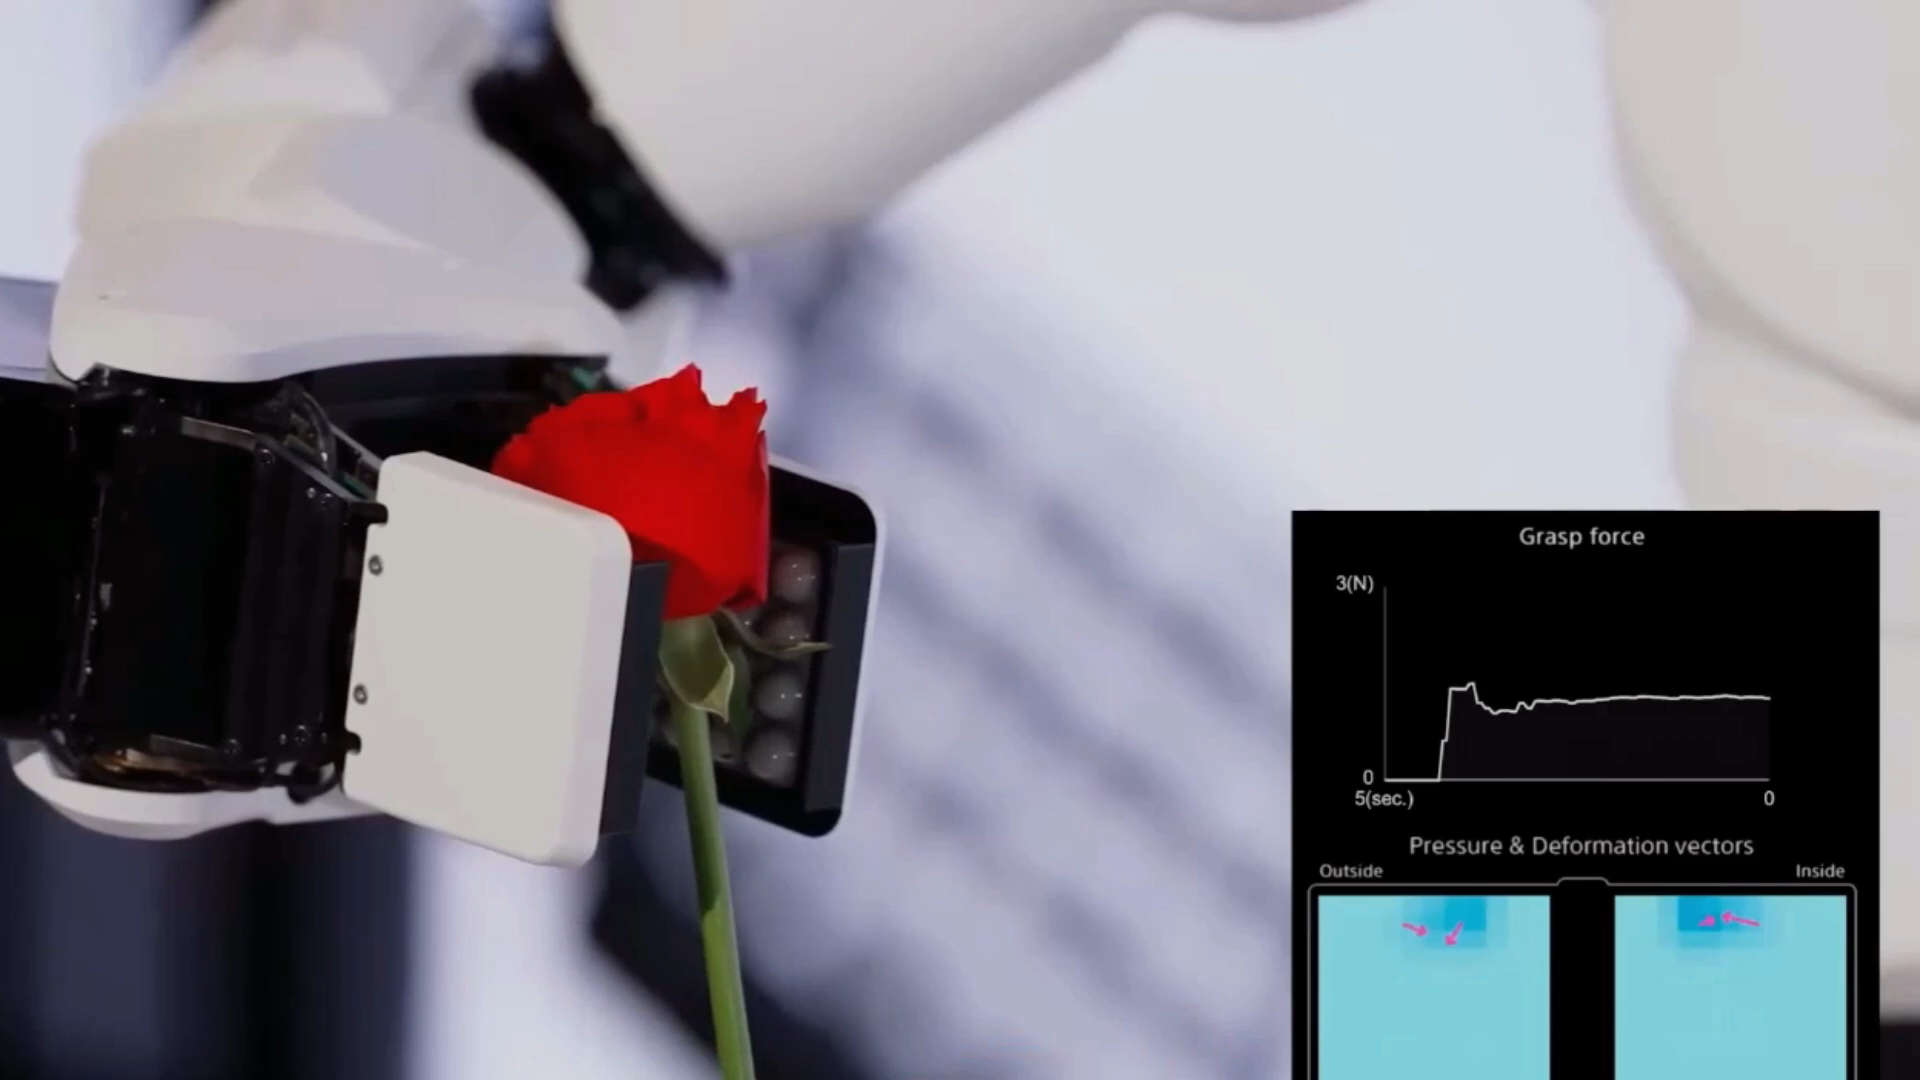 Grasp force
3(N)
0
5(sec.) 0
Pressure & Deformation vectors
Outside Inside